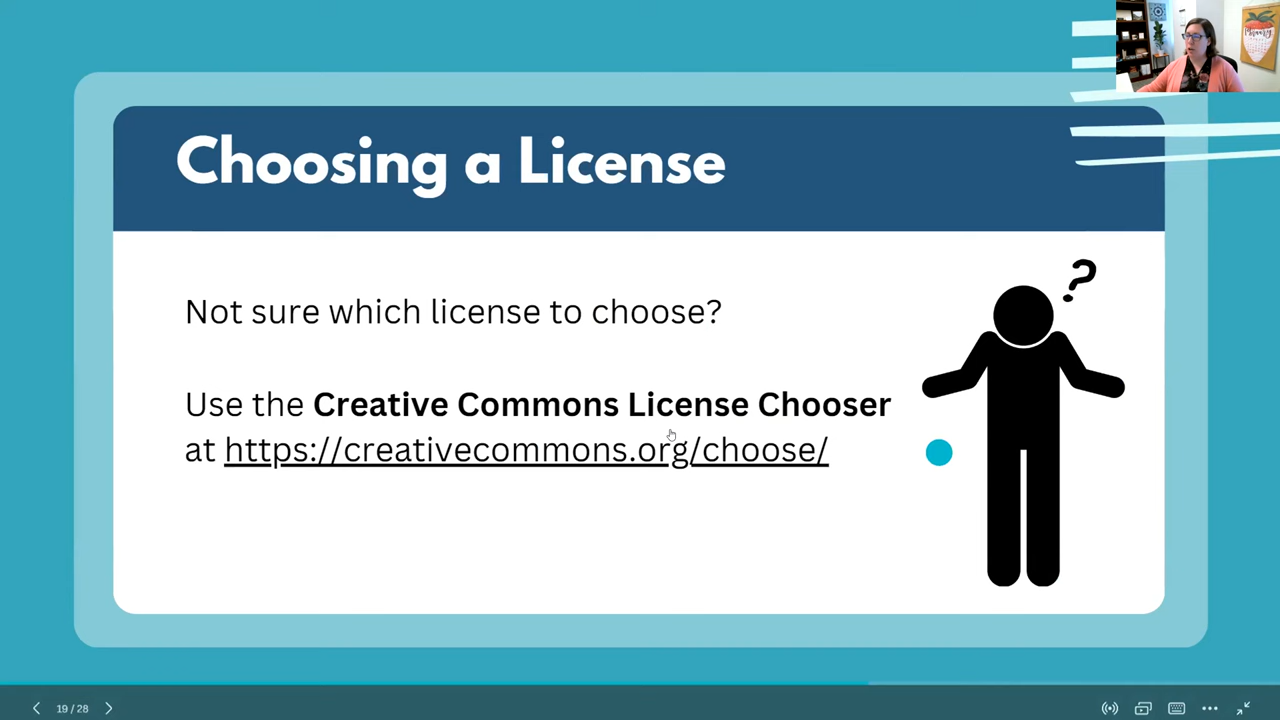 Choosing a License
Not sure which license to choose?
Use the Creative Commons License Chooser
at https://creativecommons.org/choose/
?
19 / 28